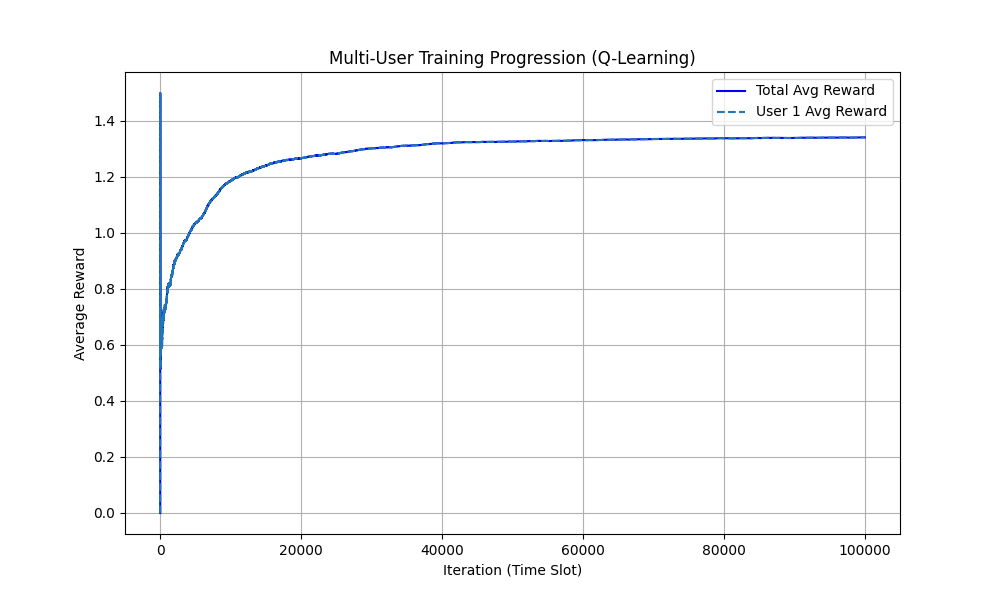 Multi-User Training Progression (Q-Learning)
Total Avg Reward
User 1 Avg Reward
Average Reward
1.4
1.2
1.0
0.8
0.6
0.4
0.2
0.0
0 20000 40000 60000 80000 100000
Iteration (Time Slot)